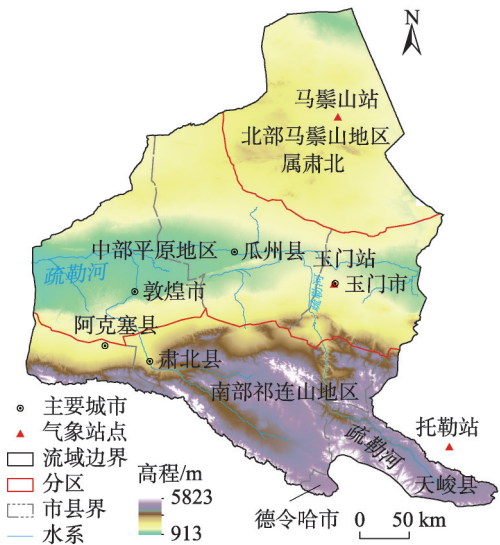 N
马鬃山站
北部马鬃山地区
属肃北
中部平原地区
瓜州县
玉门站
疏勒河
玉门市
敦煌市
阿克塞县
肃北县
南部祁连山地区
托勒站
疏勒河
天峻县
德令哈市
主要城市
气象站点
流域边界
分区
市县界
水系
高程/m
5823
913
0 50 km